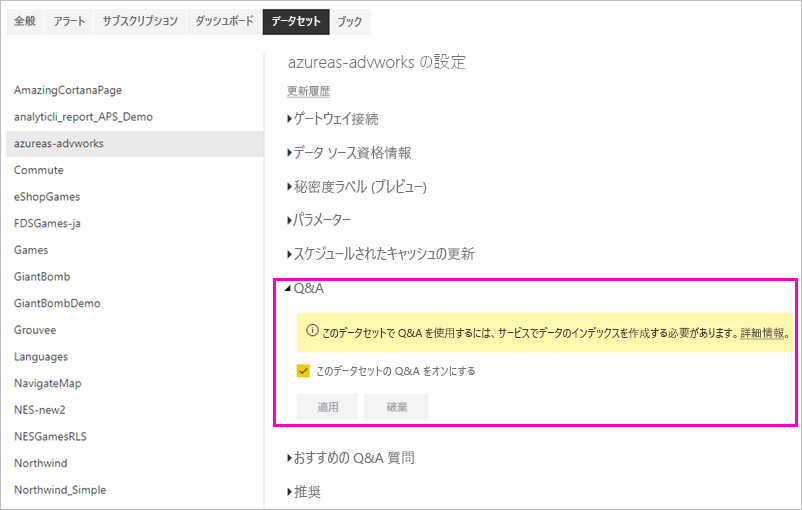 全般 アラート サブスクリプション ダッシュボード データセット ブック
azureas-advworks の設定
更新履歴
AmazingCortanaPage
analyticli_report_APS_Demo
azureas-advworks
Commute
eShopGames
FDSGames-ja
Games
GiantBomb
GiantBombDemo
Grouvee
Languages
NavigateMap
NES-new2
NESGamesRLS
Northwind
Northwind_Simple
ゲートウェイ接続
データ ソース資格情報
秘密度ラベル (プレビュー)
パラメーター
スケジュールされたキャッシュの更新
Q&A
このデータセットで Q&A を使用するには、サービスでデータのインデックスを作成する必要があります。詳細情報。
このデータセットの Q&A をオンにする
適用 破棄
おすすめの Q&A 質問
推奨